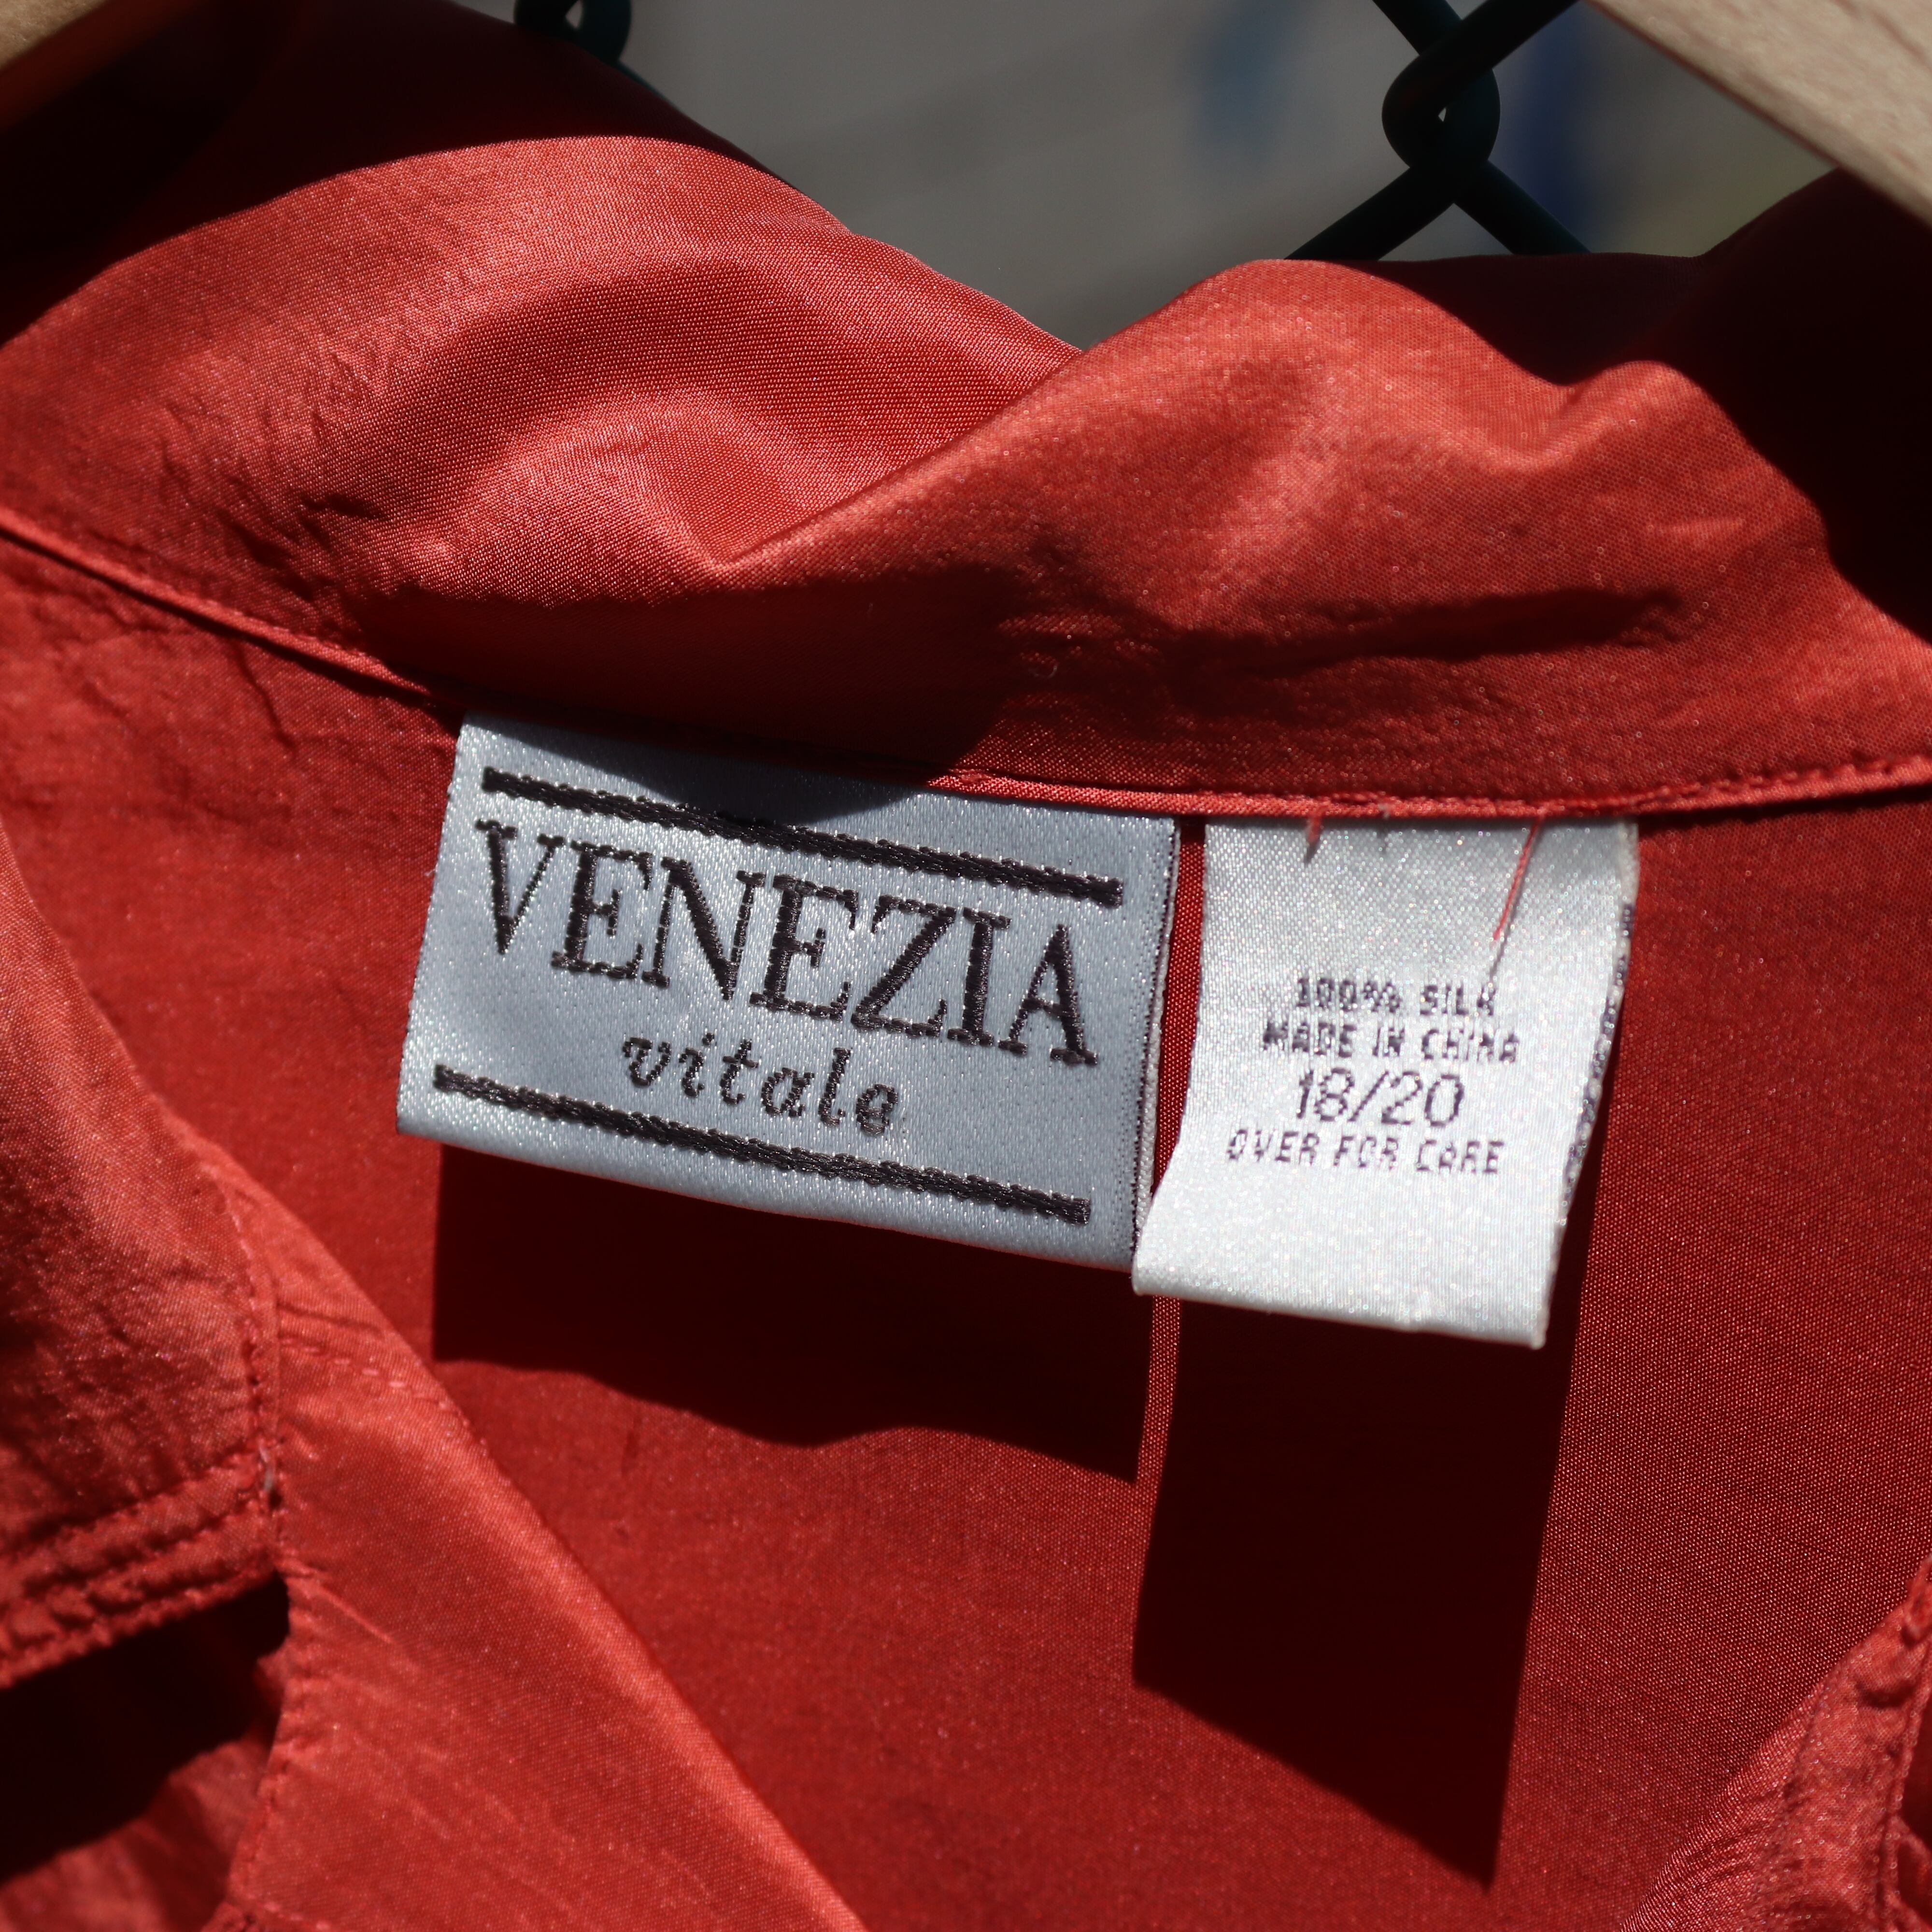 VENEZIA
vitale
100% SILK
MADE IN CHINA
18/20
OVER FOR CARE